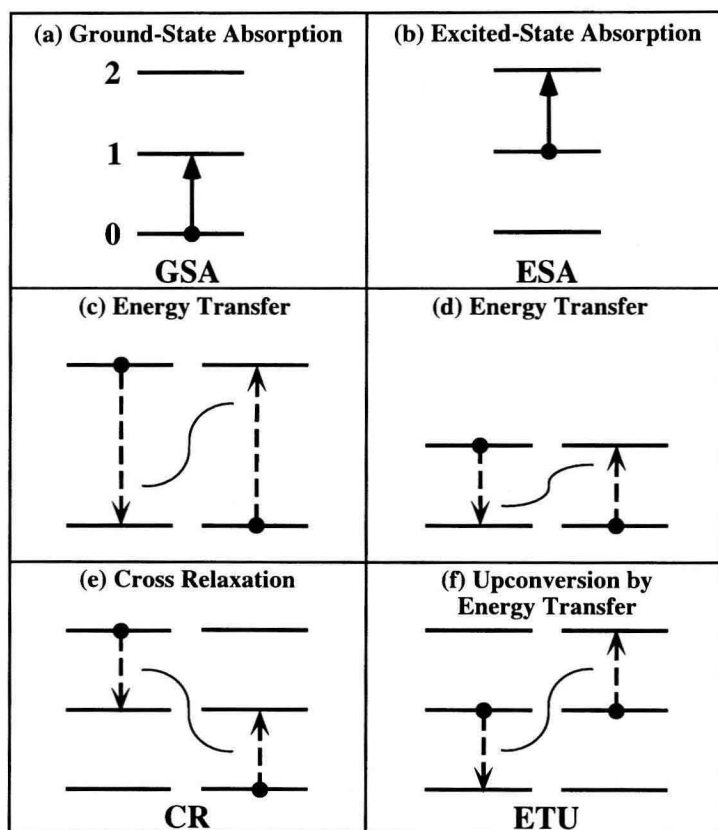 (a) Ground-State Absorption
2
1
0
GSA
(b) Excited-State Absorption
ESA
(c) Energy Transfer
(d) Energy Transfer
(e) Cross Relaxation
CR
(f) Upconversion by
Energy Transfer
ETU